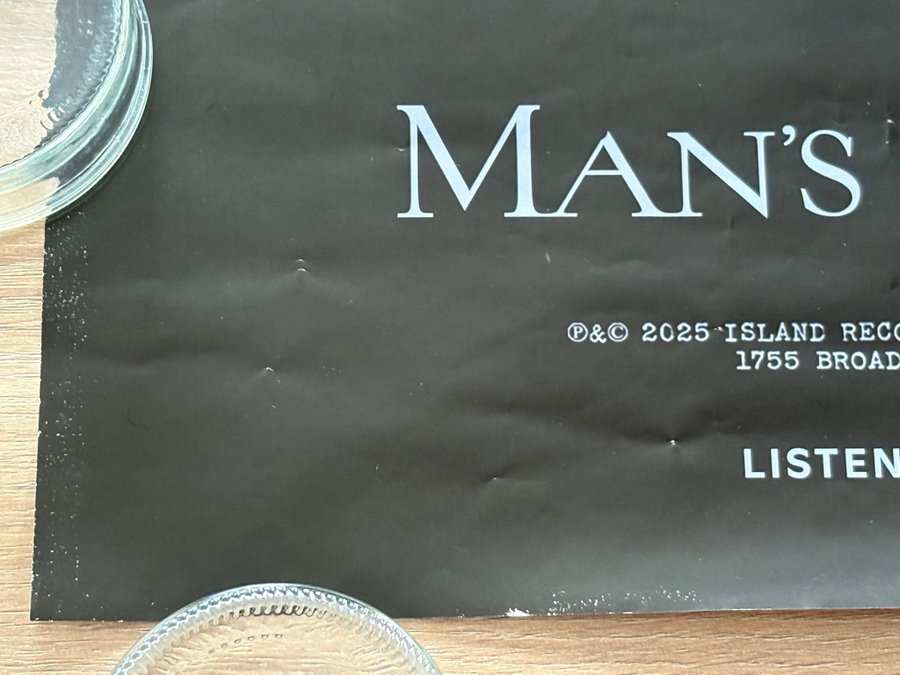 MAN'S
℗&© 2025 ISLAND RECO
1755 BROAD
LISTEN